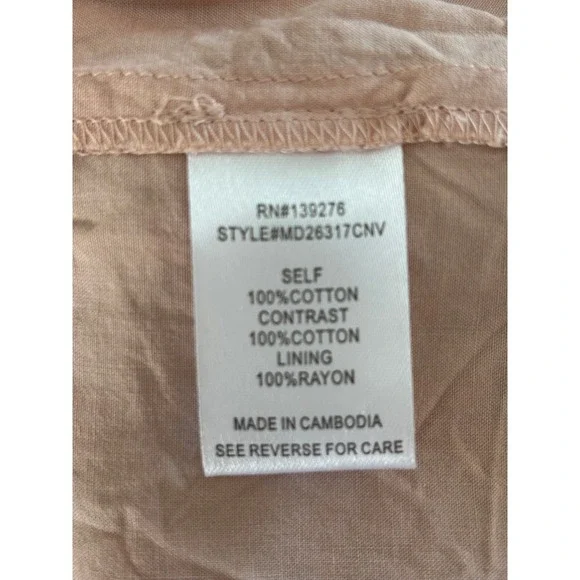 RN#139276
STYLE#MD26317CNV
SELF
100%COTTON
CONTRAST
100%COTTON
LINING
100%RAYON
MADE IN CAMBODIA
SEE REVERSE FOR CARE